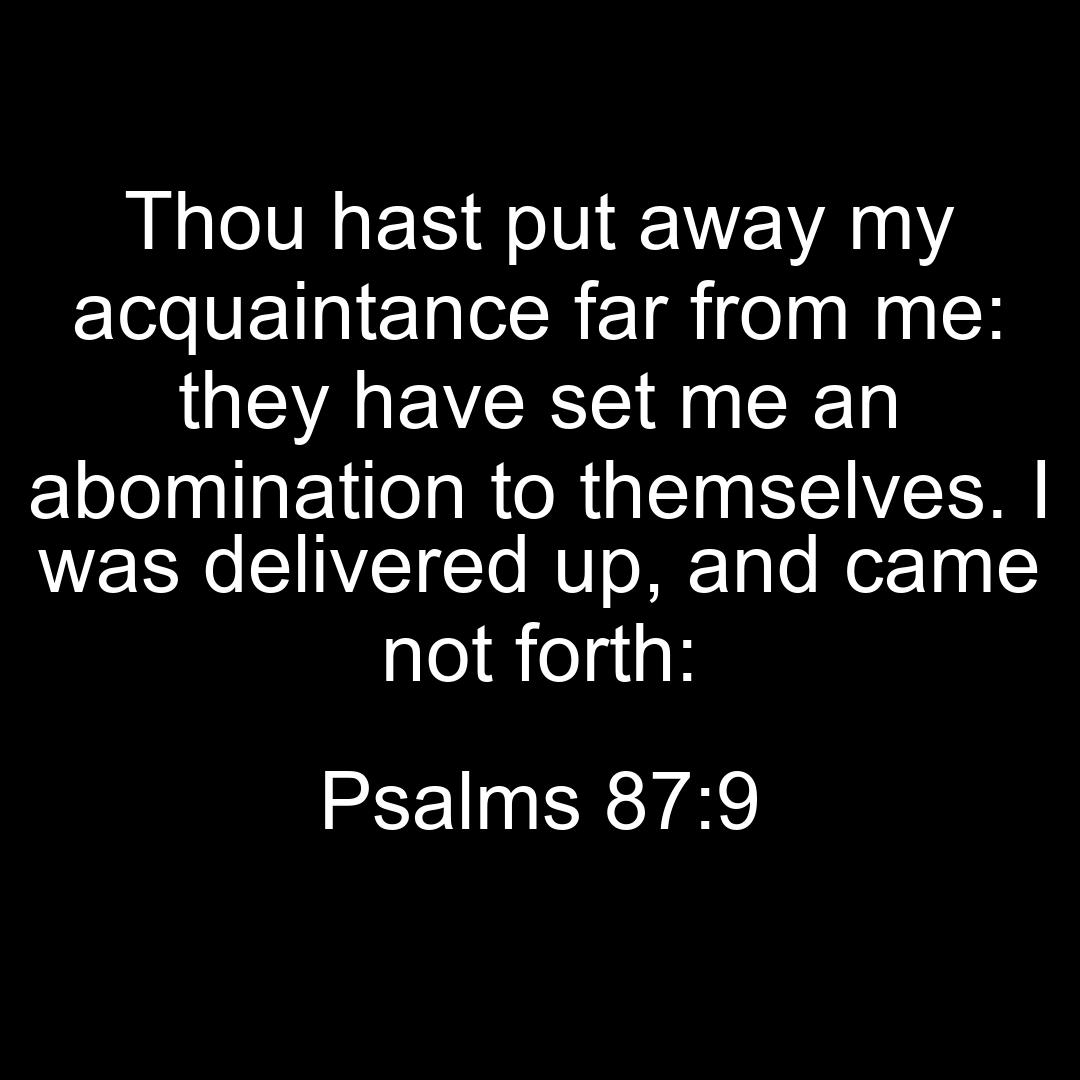 Thou hast put away my
acquaintance far from me:
they have set me an
abomination to themselves. I
was delivered up, and came
not forth:
Psalms 87:9